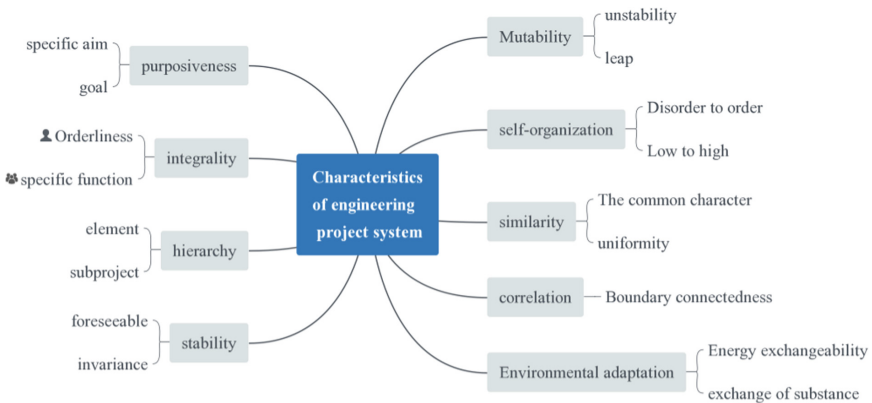 Characteristics
of engineering
project system
specific aim
goal
purposiveness
Orderliness
specific function
integrality
element
subproject
hierarchy
foreseeable
invariance
stability
Mutability
unstability
leap
self-organization
Disorder to order
Low to high
similarity
The common character
uniformity
correlation
Boundary connectedness
Environmental adaptation
Energy exchangeability
exchange of substance